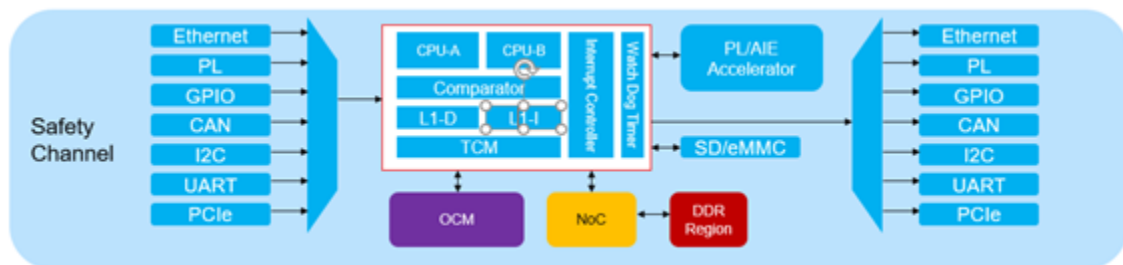 Safety
Channel
Ethernet
PL
GPIO
CAN
I2C
UART
PCIe
CPU-A
CPU-B
Comparator
L1-D
L1-I
TCM
Interrupt Controller
Watch Dog Timer
PL/AIE
Accelerator
SD/eMMC
OCM
NoC
DDR
Region
Ethernet
PL
GPIO
CAN
I2C
UART
PCIe